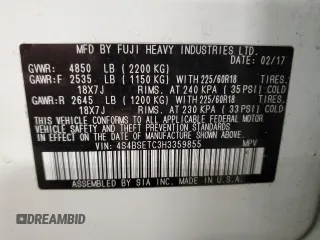 MFD. BY FUJI HEAVY INDUSTRIES LTD. 02/17
GVWR: 4850 LB (2200 KG)
GAWR:F 2535 LB (1150 KG) WITH 225/60R18 TIRES.
18X7J RIMS. AT 240 KPA (35 PSI) COLD
GAWR:R 2645 LB (1200 KG) WITH 225/60R18 TIRES.
18X7J RIMS. AT 230 KPA (33 PSI) COLD
THIS VEHICLE CONFORMS TO ALL APPLICABLE
FEDERAL MOTOR VEHICLE SAFETY, BUMPER, AND
THEFT PREVENTION STANDARDS IN EFFECT ON THE
DATE OF MANUFACTURE SHOWN ABOVE.
VIN: 4S4BSETC3H3359855 MPV
ASSEMBLED BY SIA INC. MADE IN U.S.A.
DREAMBID